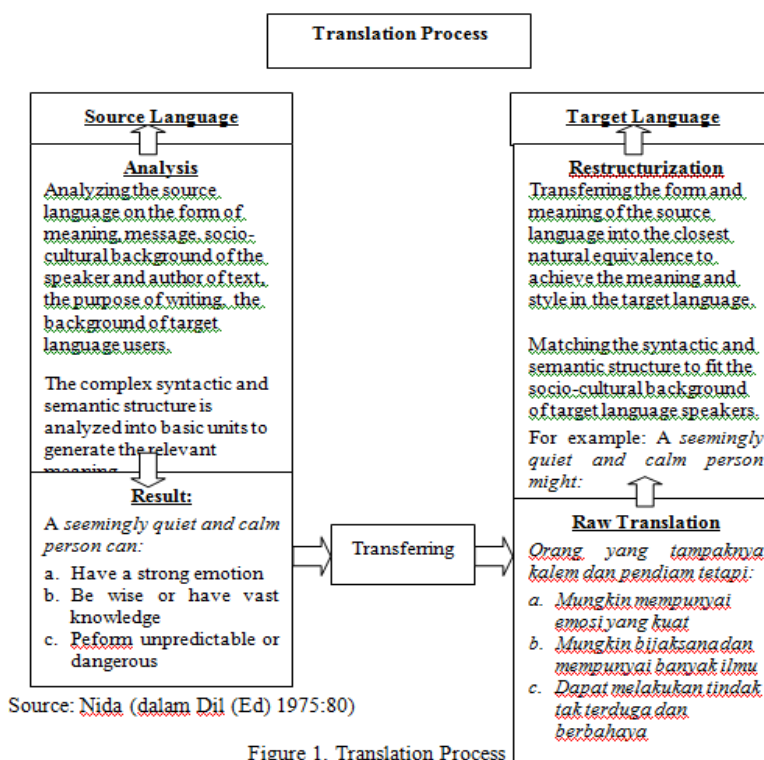 Translation Process
Source Language
Analysis
Analyzing the source
language on the form of
meaning, message, socio-
cultural background of the
speaker and author of text,
the purpose of writing, the
background of target
language users.
The complex syntactic and
semantic structure is
analyzed into basic units to
generate the relevant
meaning
Result:
A seemingly quiet and calm
person can:
a. Have a strong emotion
b. Be wise or have vast
knowledge
c. Peform unpredictable or
dangerous
Transferring
Target Language
Restructurization
Transferring the form and
meaning of the source
language into the closest
natural equivalence to
achieve the meaning and
style in the target language.
Matching the syntactic and
semantic structure to fit the
socio-cultural background
of target language speakers.
For example: A seemingly
quiet and calm person
might:
Raw Translation
Orang yang tampaknya
kalem dan pendiam tetapi:
a. Mungkin mempunyai
emosi yang kuat
b. Mungkin bijaksana dan
mempunyai banyak ilmu
c. Dapat melakukan tindak
tak terduga dan
berbahaya
Source: Nida (dalam Dil (Ed) 1975:80)
Figure 1. Translation Process